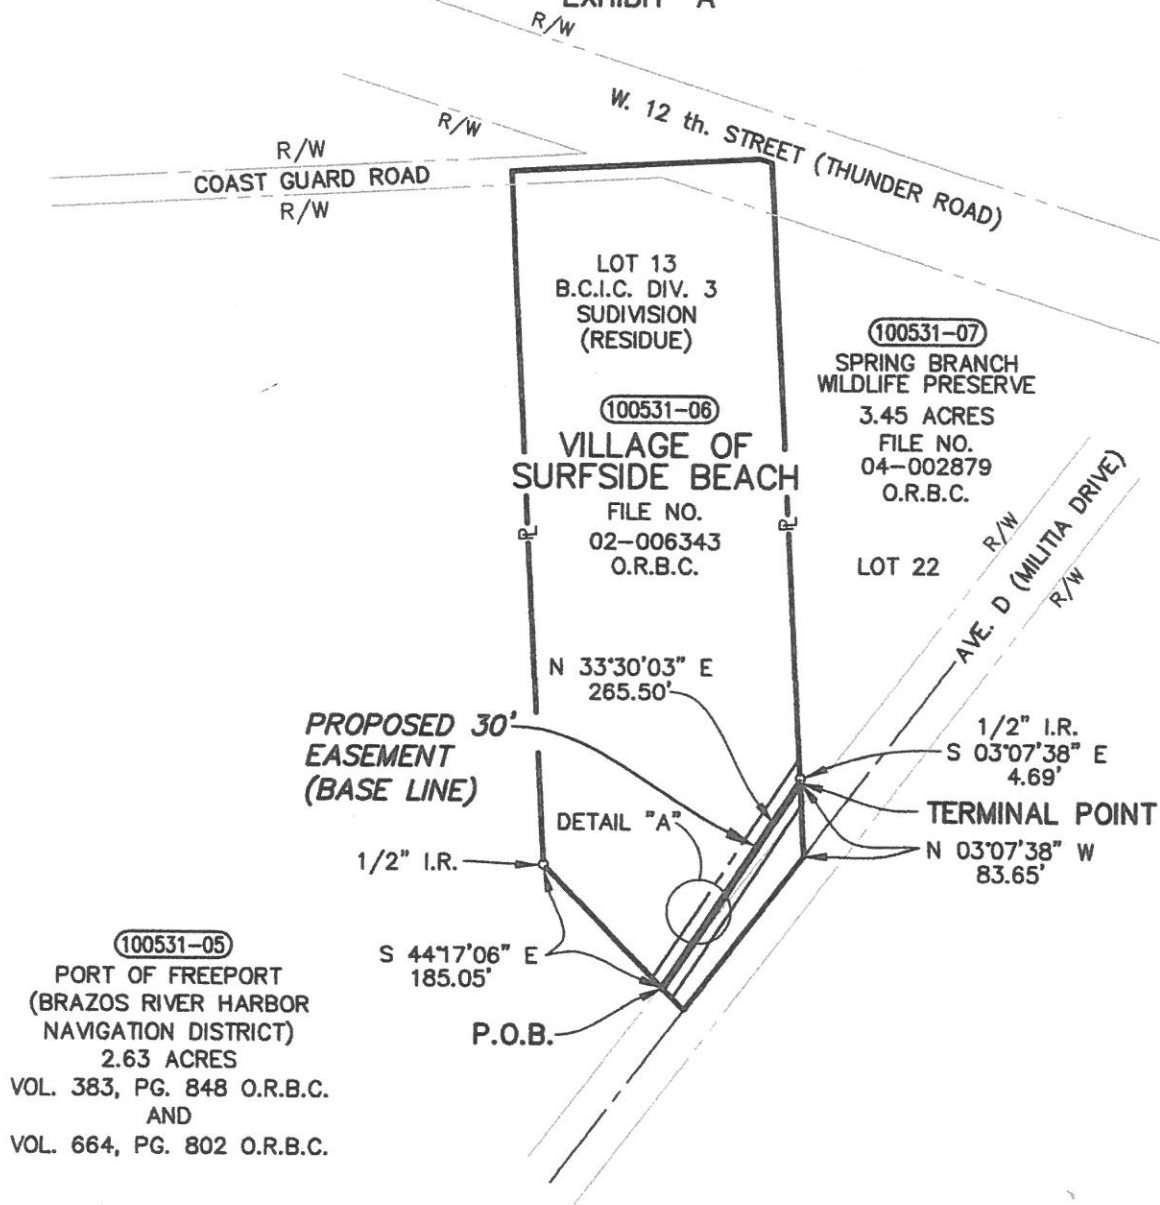 EXHIBIT "A"
R/W
W. 12 th. STREET (THUNDER ROAD)
R/W
R/W
COAST GUARD ROAD
R/W
LOT 13
B.C.I.C. DIV. 3
SUDIVISION
(RESIDUE)
100531-07
SPRING BRANCH
WILDLIFE PRESERVE
3.45 ACRES
FILE NO.
04-002879
O.R.B.C.
LOT 22
100531-06
VILLAGE OF
SURFSIDE BEACH
FILE NO.
02-006343
O.R.B.C.
PL
PL
R/W
AVE. D (MILITIA DRIVE)
R/W
N 33°30'03" E
265.50'
PROPOSED 30'
EASEMENT
(BASE LINE)
1/2" I.R.
S 03°07'38" E
4.69'
TERMINAL POINT
N 03°07'38" W
83.65'
DETAIL "A"
1/2" I.R.
S 44°17'06" E
185.05'
P.O.B.
100531-05
PORT OF FREEPORT
(BRAZOS RIVER HARBOR
NAVIGATION DISTRICT)
2.63 ACRES
VOL. 383, PG. 848 O.R.B.C.
AND
VOL. 664, PG. 802 O.R.B.C.